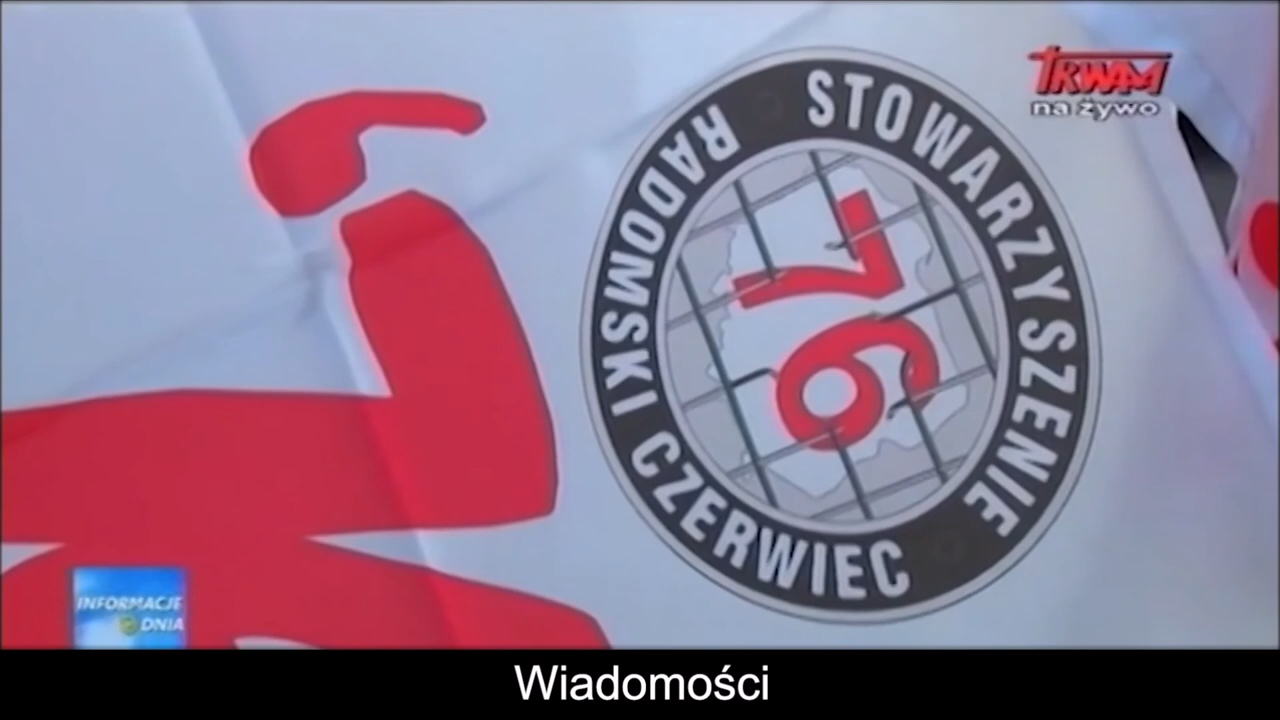 TRWAM
na żywo
STOWARZYSZENIE
RADOMSKI CZERWIEC
76
INFORMACJE
DNIA
Wiadomości